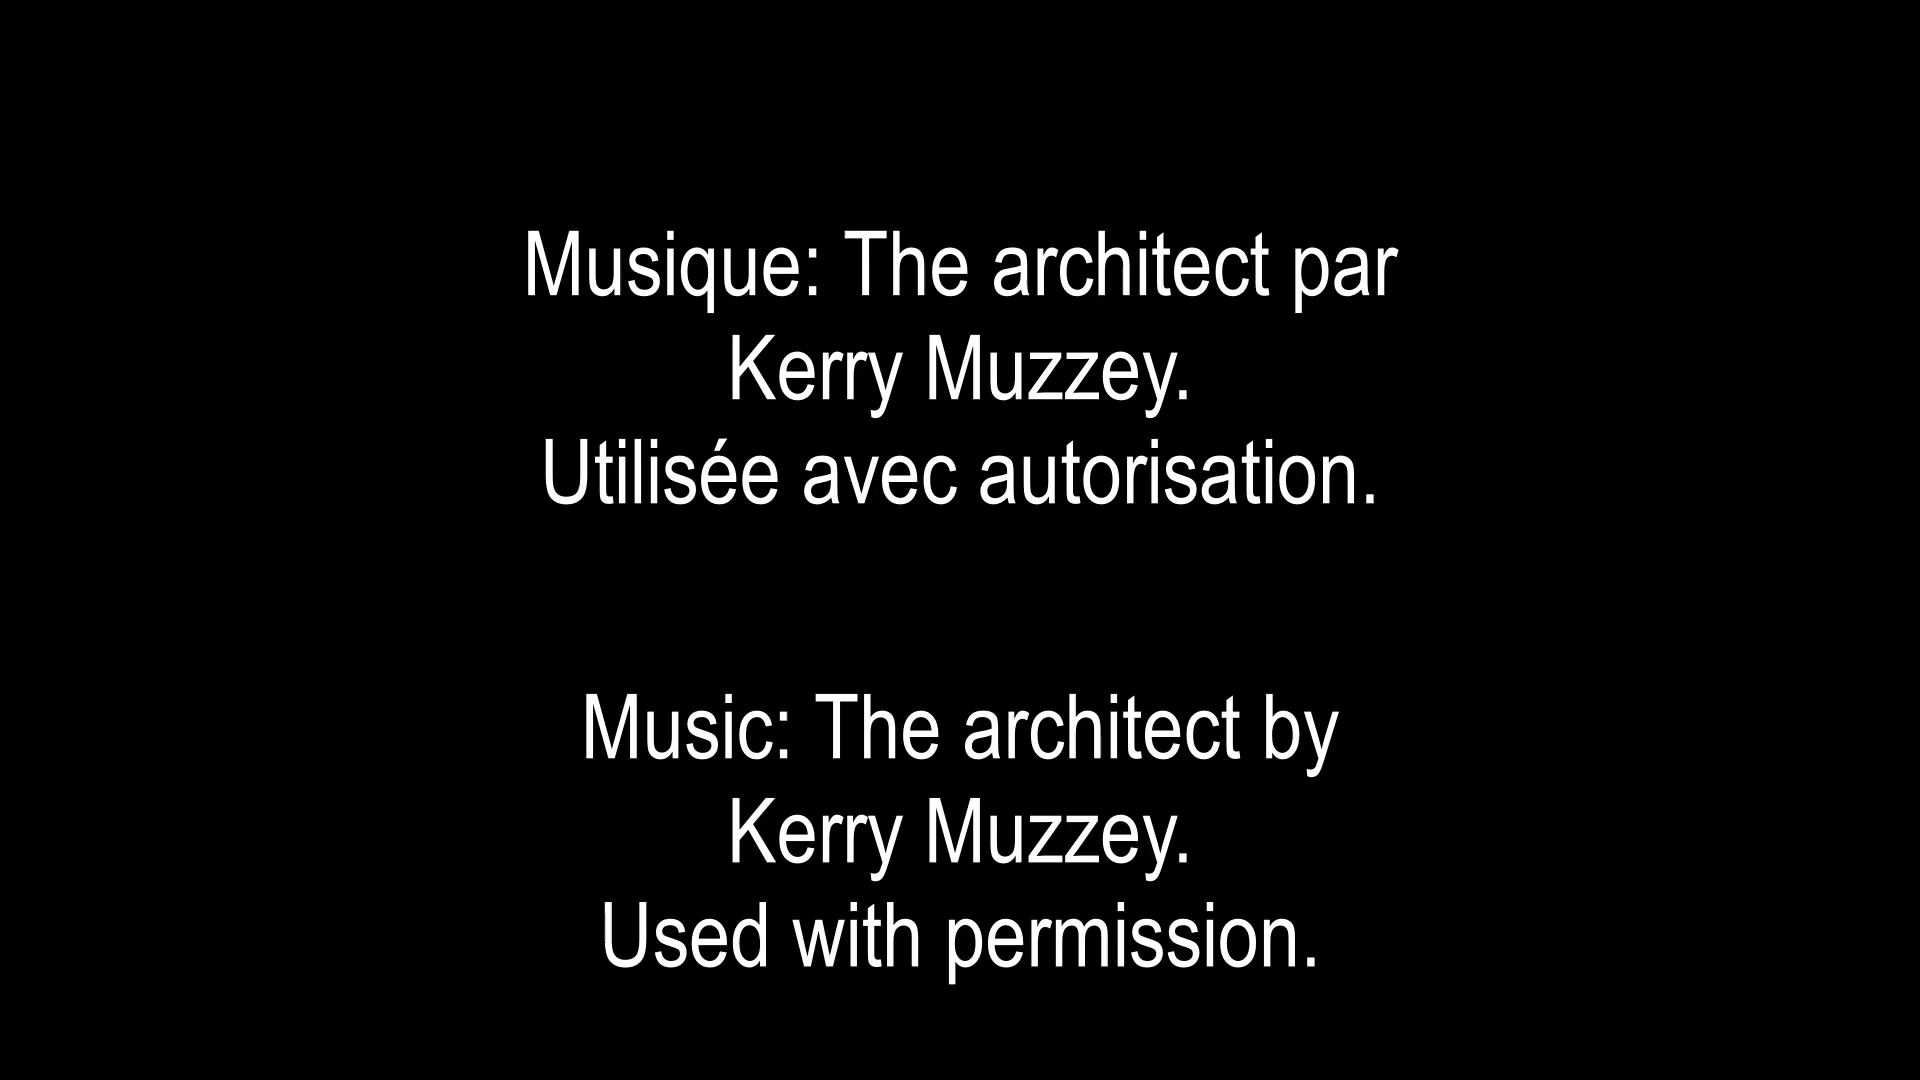 Musique: The architect par
Kerry Muzzey.
Utilisée avec autorisation.
Music: The architect by
Kerry Muzzey.
Used with permission.